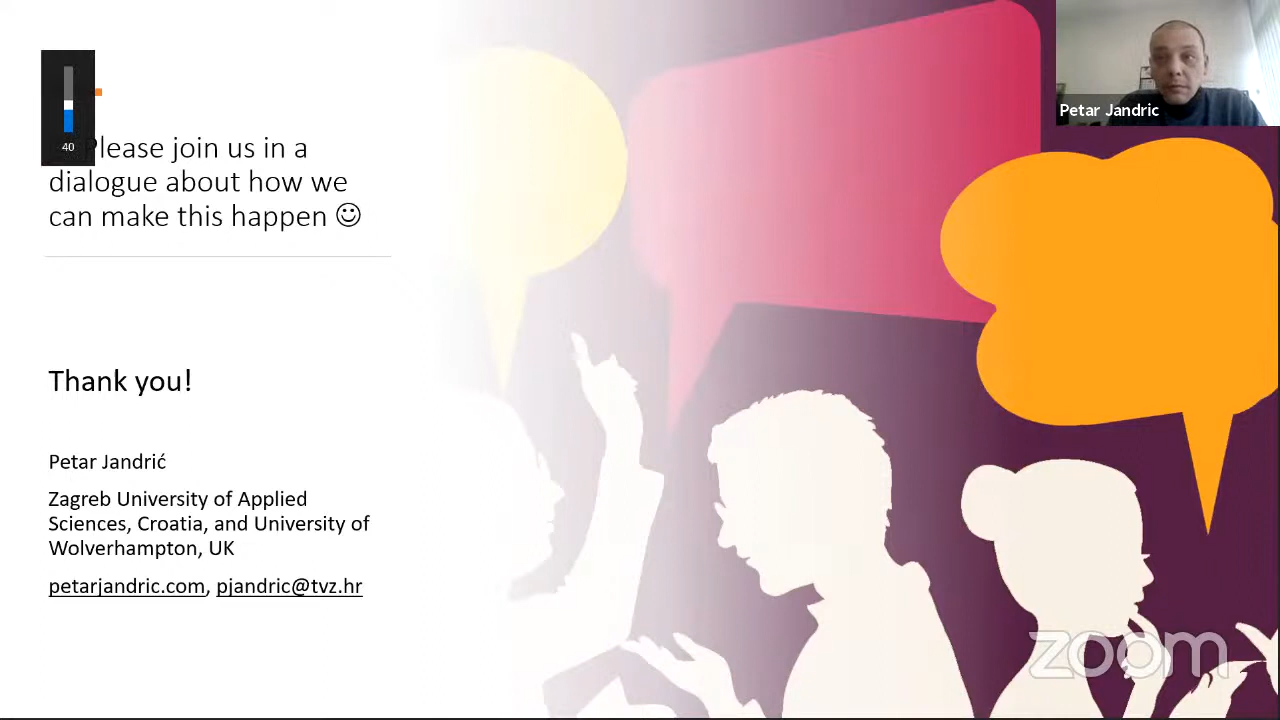 Petar Jandric
40
Please join us in a
dialogue about how we
can make this happen ☺
Thank you!
Petar Jandrić
Zagreb University of Applied
Sciences, Croatia, and University of
Wolverhampton, UK
petarjandric.com, pjandric@tvz.hr
zoom